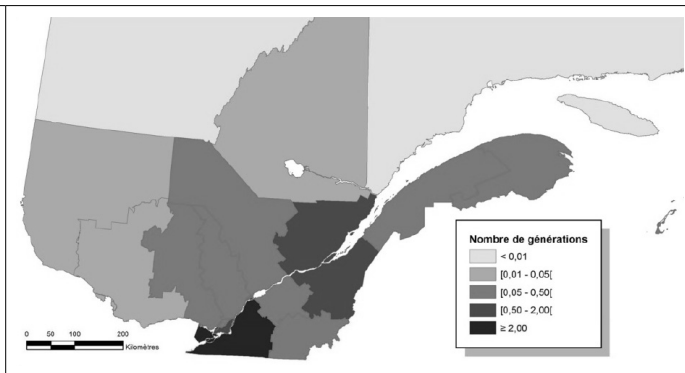 Nombre de générations
< 0,01
[0,01 - 0,05[
[0,05 - 0,50[
[0,50 - 2,00[
≥ 2,00
0 50 100 200
Kilomètres